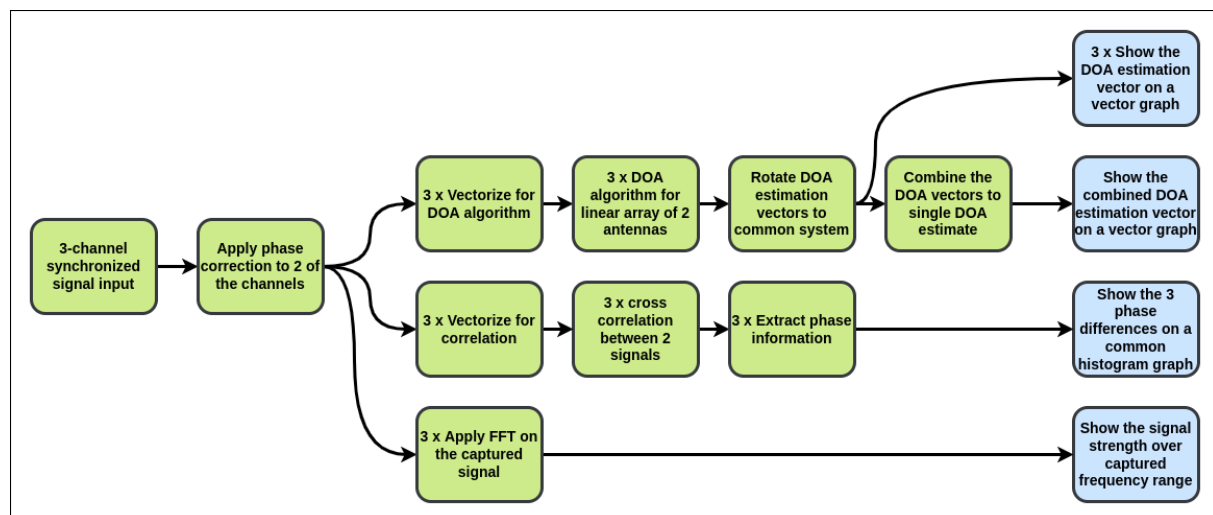 3-channel
synchronized
signal input
Apply phase
correction to 2 of
the channels
3 x Vectorize for
DOA algorithm
3 x DOA
algorithm for
linear array of 2
antennas
Rotate DOA
estimation
vectors to
common system
3 x Show the
DOA estimation
vector on a
vector graph
Combine the
DOA vectors to
single DOA
estimate
Show the
combined DOA
estimation vector
on a vector graph
3 x Vectorize for
correlation
3 x cross
correlation
between 2
signals
3 x Extract phase
information
Show the 3
phase
differences on a
common
histogram graph
3 x Apply FFT on
the captured
signal
Show the signal
strength over
captured
frequency range